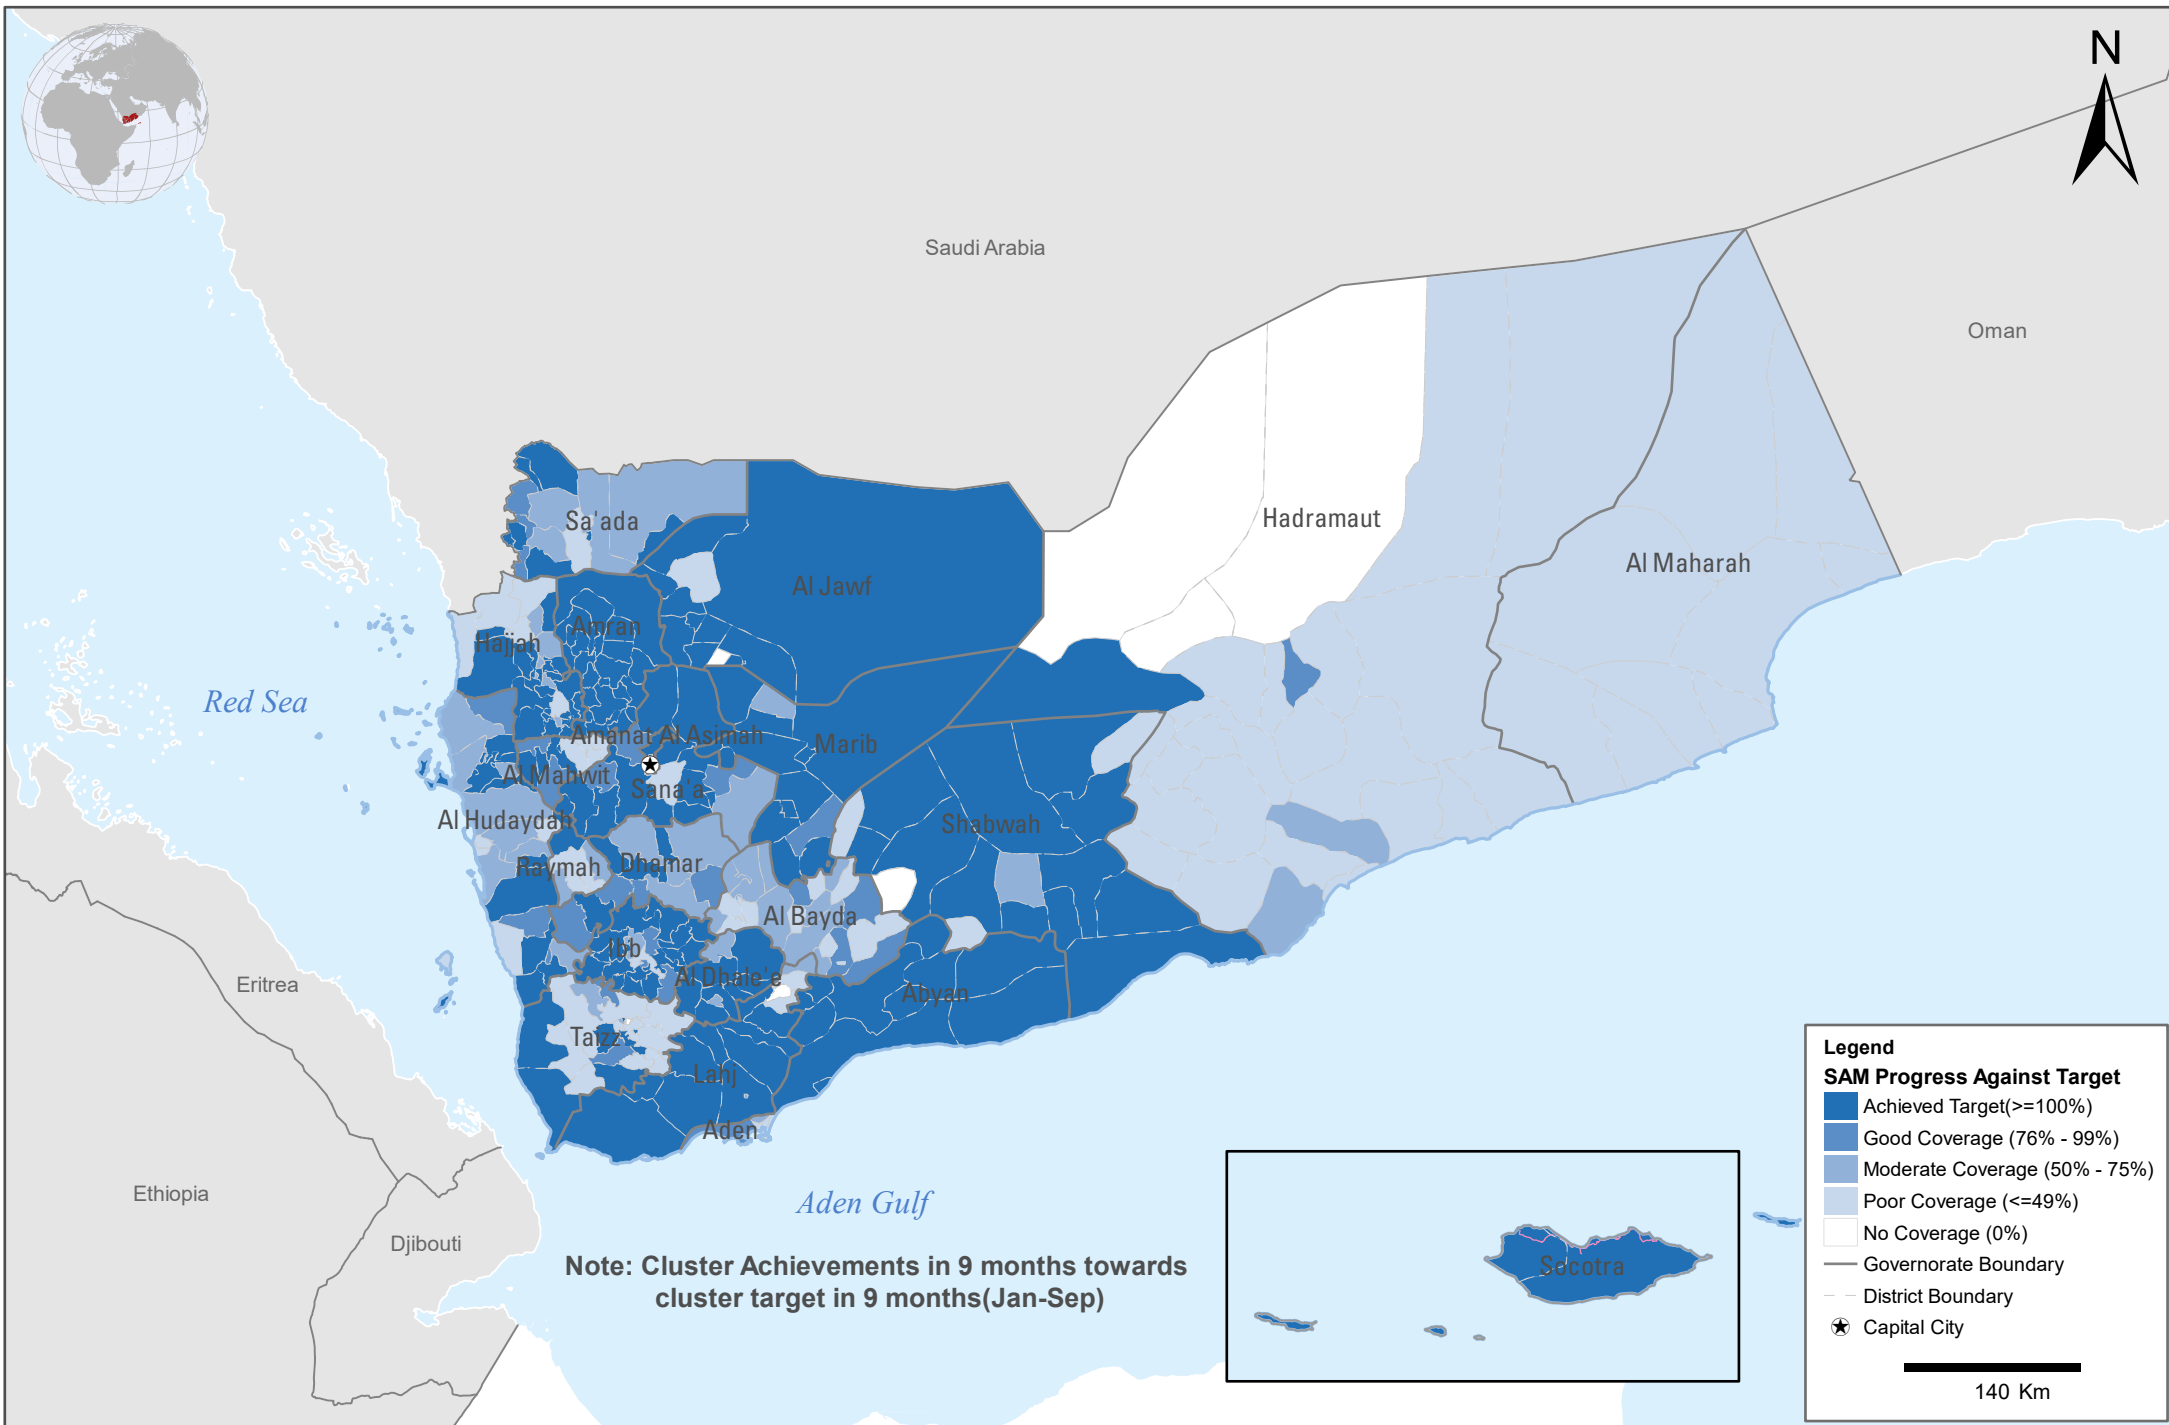 N
Saudi Arabia
Oman
Hadramaut
Sa'ada
Al Maharah
Al Jawf
Amran
Hajjah
Red Sea
Amanat Al Asimah
Marib
Al Mahwit
Sana'a
Al Hudaydah
Shabwah
Raymah
Dhamar
Al Bayda
Ibb
Al Dhale'e
Eritrea
Abyan
Taizz
Lahj
Aden
Ethiopia
Aden Gulf
Djibouti
Note: Cluster Achievements in 9 months towards
cluster target in 9 months(Jan-Sep)
Socotra
Legend
SAM Progress Against Target
Achieved Target(>=100%)
Good Coverage (76% - 99%)
Moderate Coverage (50% - 75%)
Poor Coverage (<=49%)
No Coverage (0%)
Governorate Boundary
District Boundary
Capital City
140 Km